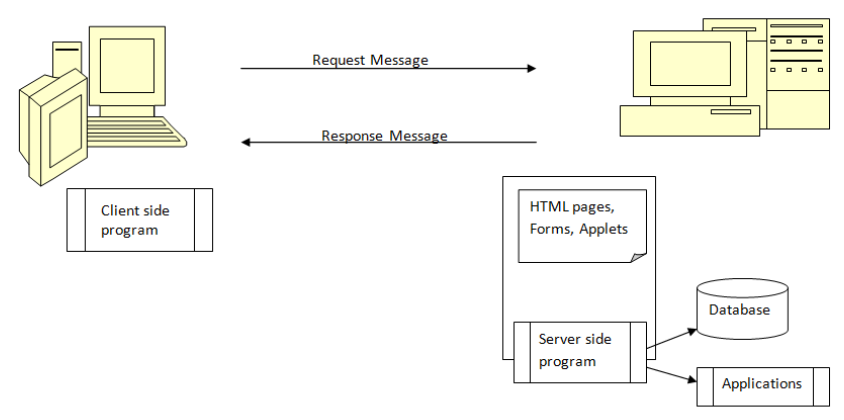 Request Message
Response Message
Client side
program
HTML pages,
Forms, Applets
Database
Server side
program
Applications